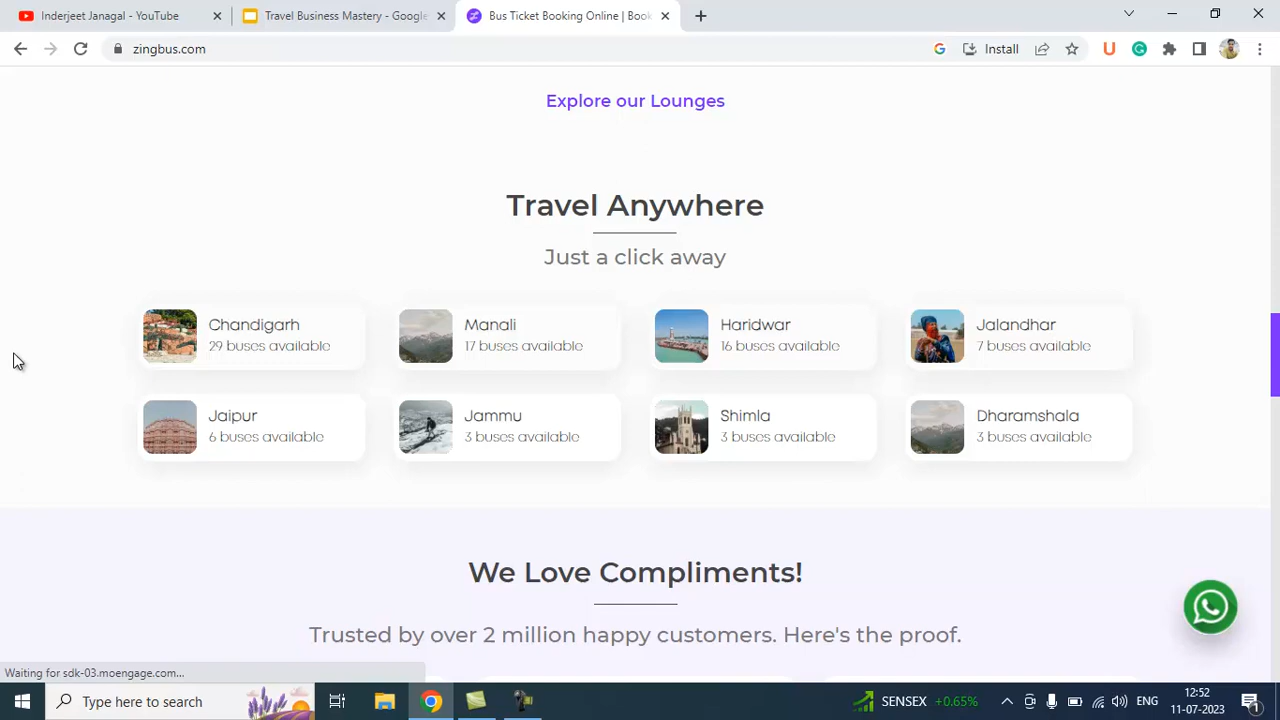 Inderjeet Janagal - YouTube
Travel Business Mastery - Google
Bus Ticket Booking Online | Book
zingbus.com
Install
Explore our Lounges
Travel Anywhere
Just a click away
Chandigarh
29 buses available
Manali
17 buses available
Haridwar
16 buses available
Jalandhar
7 buses available
Jaipur
6 buses available
Jammu
3 buses available
Shimla
3 buses available
Dharamshala
3 buses available
We Love Compliments!
Trusted by over 2 million happy customers. Here's the proof.
Waiting for sdk-03.moengage.com...
Type here to search
SENSEX +0.65%
ENG
12:52
11-07-2023
1